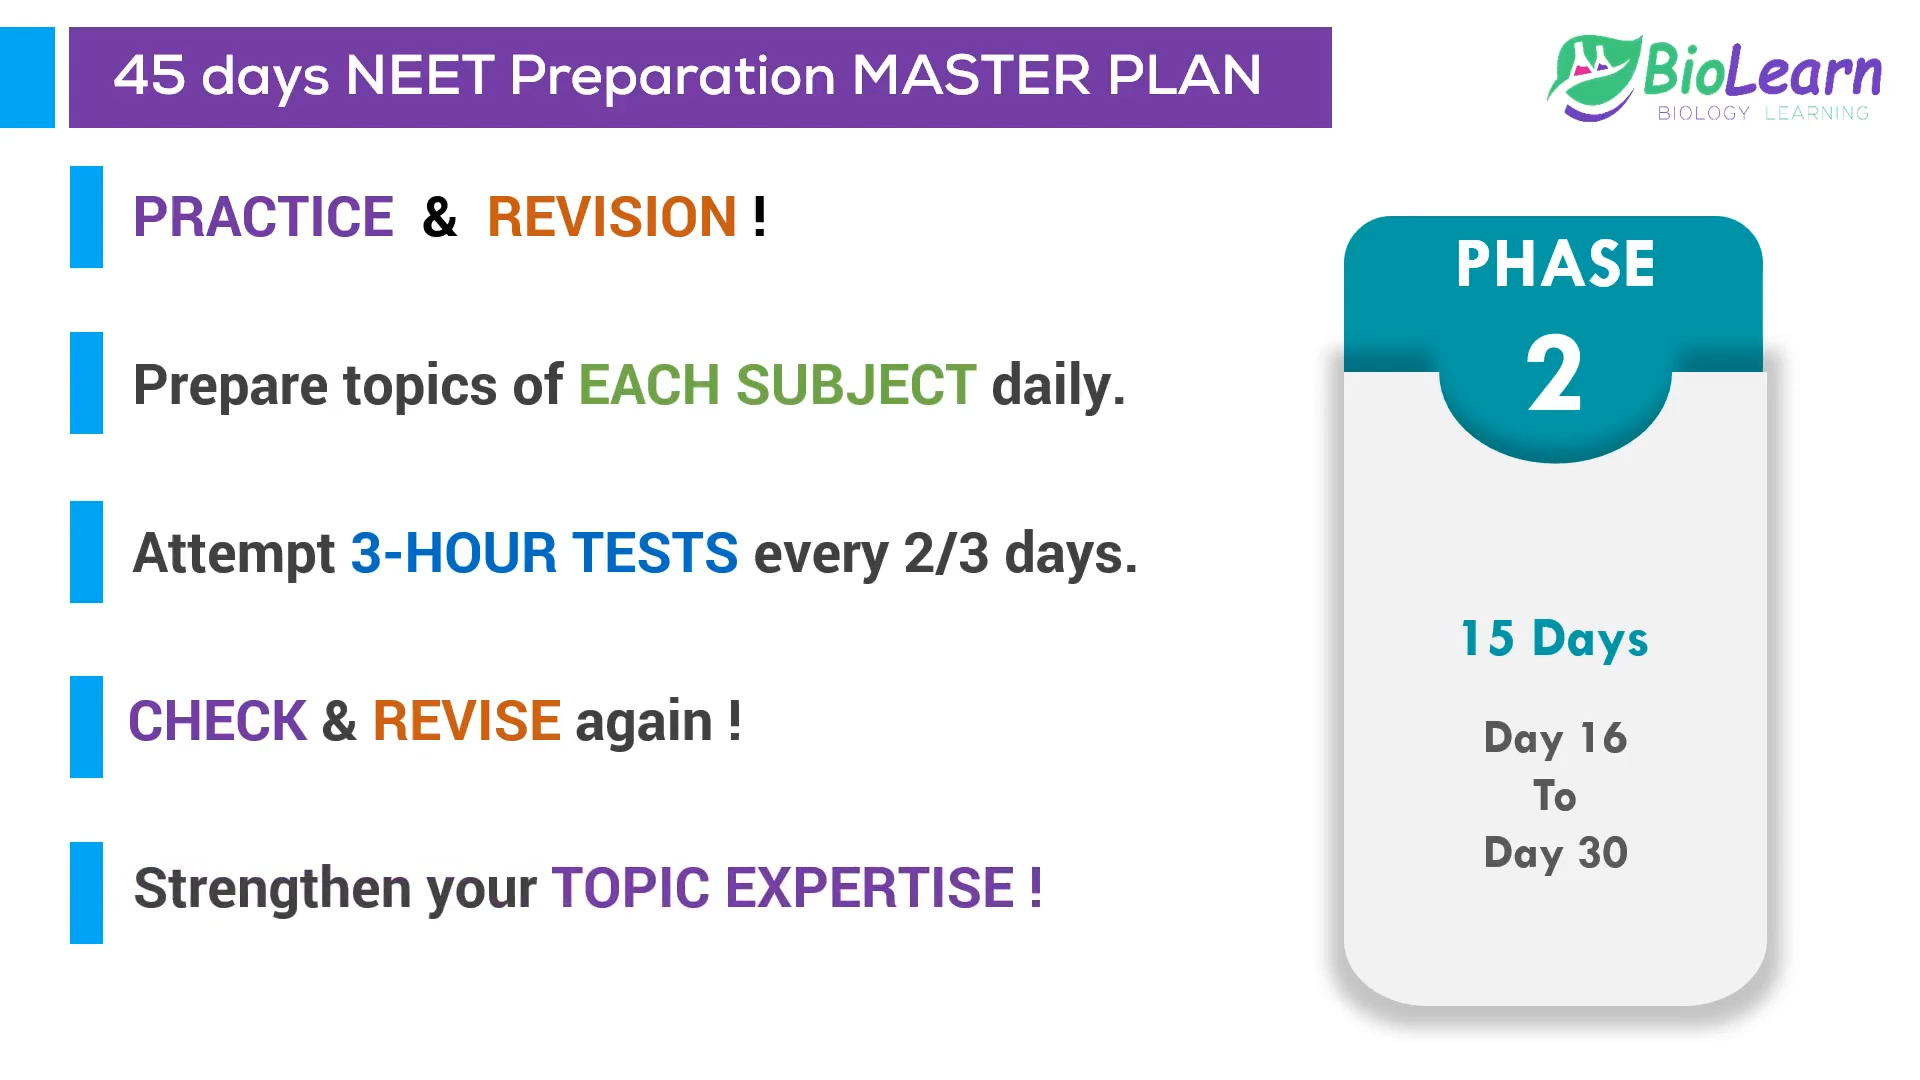 45 days NEET Preparation MASTER PLAN
BioLearn
BIOLOGY LEARNING
PRACTICE & REVISION !
Prepare topics of EACH SUBJECT daily.
Attempt 3-HOUR TESTS every 2/3 days.
CHECK & REVISE again !
Strengthen your TOPIC EXPERTISE !
PHASE
2
15 Days
Day 16
To
Day 30